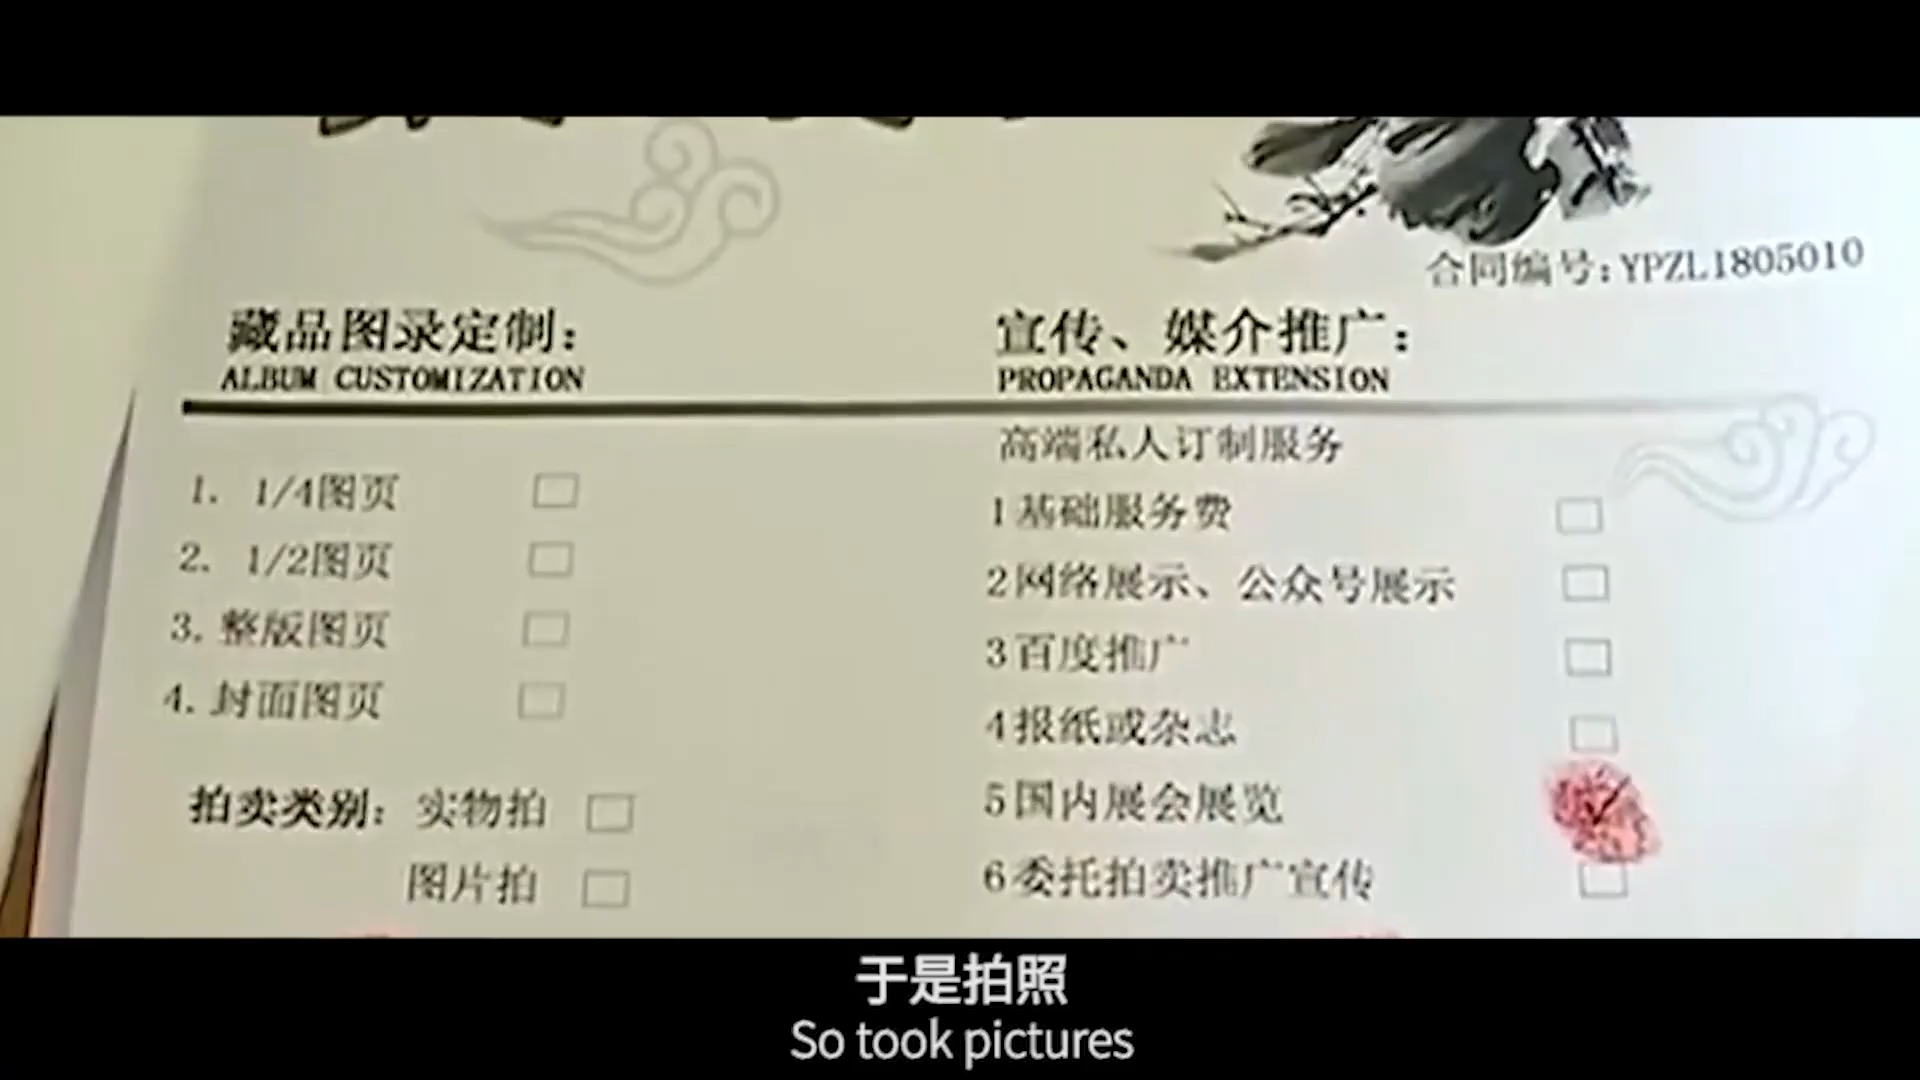 合同编号:YPZL1805010
藏品图录定制:
ALBUM CUSTOMIZATION
1. 1/4图页
2. 1/2图页
3. 整版图页
4. 封面图页
拍卖类别: 实物拍
图片拍
宣传、媒介推广:
PROPAGANDA EXTENSION
高端私人订制服务
1基础服务费
2网络展示、公众号展示
3百度推广
4报纸或杂志
5国内展会展览
6委托拍卖推广宣传
于是拍照
So took pictures